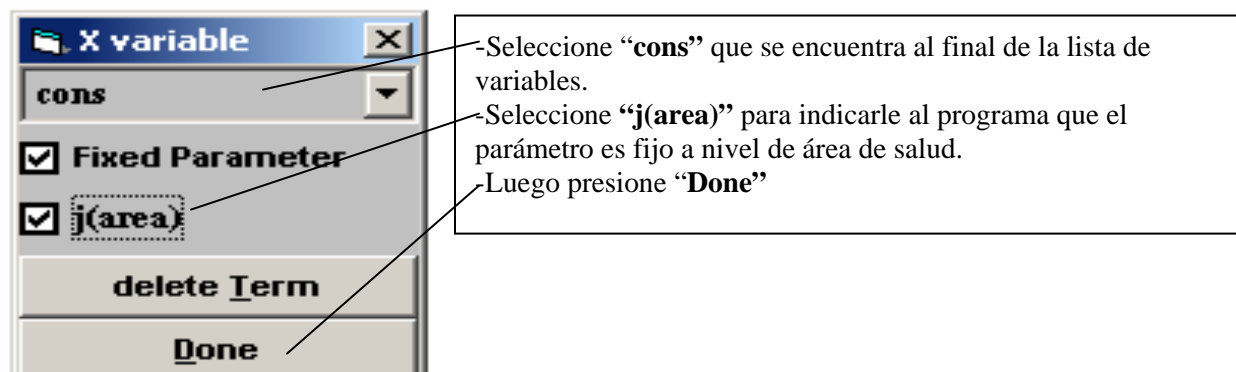 X variable
cons
Fixed Parameter
j(area)
delete Term
Done
-Seleccione “cons” que se encuentra al final de la lista de
variables.
-Seleccione “j(area)” para indicarle al programa que el
parámetro es fijo a nivel de área de salud.
-Luego presione “Done”